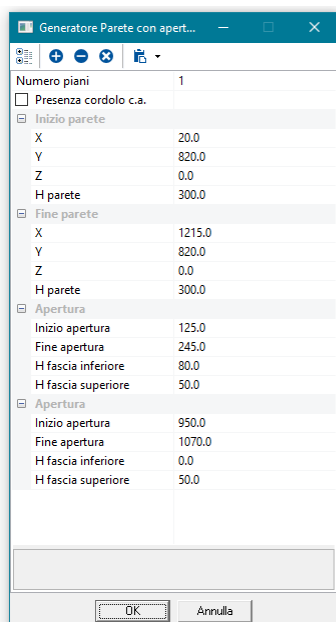 Generatore Parete con apert...
Numero piani 1
Presenza cordolo c.a.
Inizio parete
X 20.0
Y 820.0
Z 0.0
H parete 300.0
Fine parete
X 1215.0
Y 820.0
Z 0.0
H parete 300.0
Apertura
Inizio apertura 125.0
Fine apertura 245.0
H fascia inferiore 80.0
H fascia superiore 50.0
Apertura
Inizio apertura 950.0
Fine apertura 1070.0
H fascia inferiore 0.0
H fascia superiore 50.0
OK Annulla